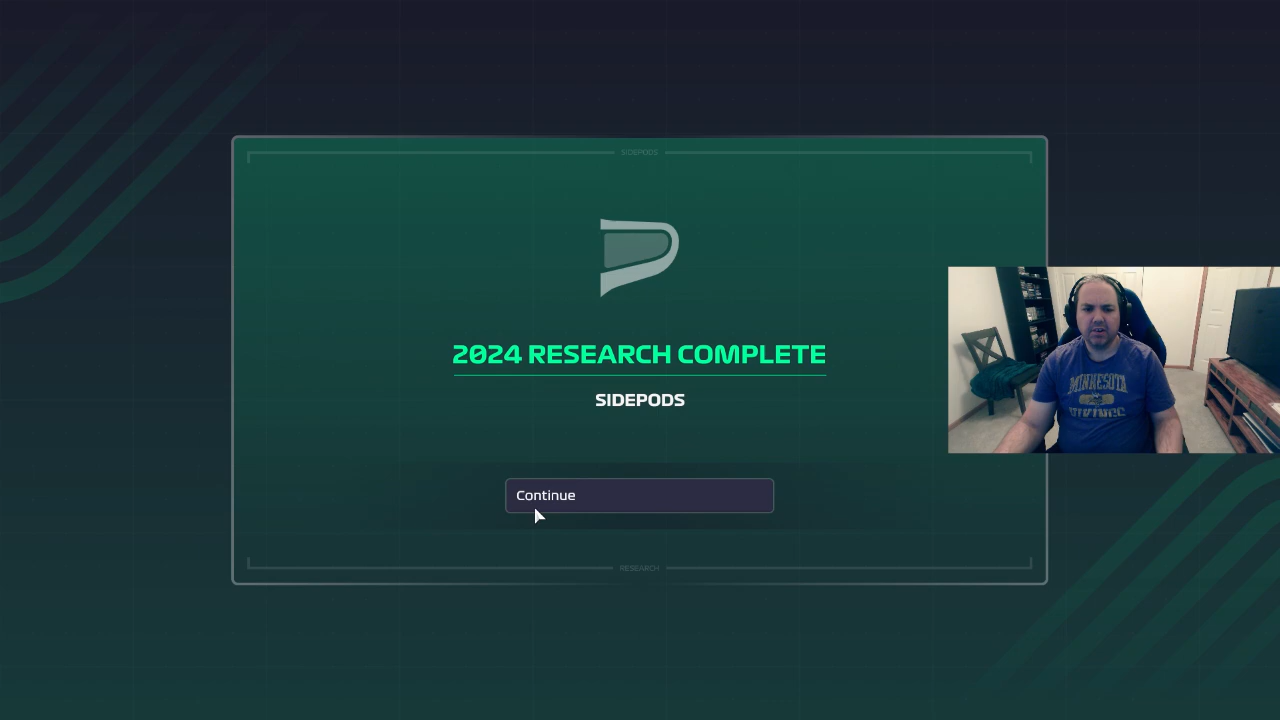 SIDEPODS
2024 RESEARCH COMPLETE
SIDEPODS
Continue
RESEARCH
MINNESOTA
VIKINGS